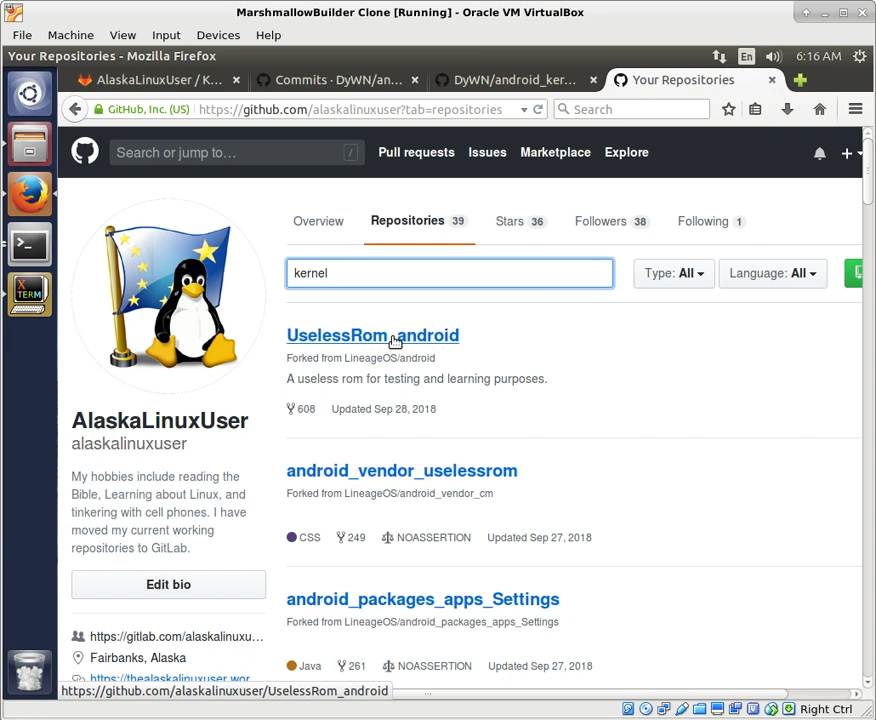 MarshmallowBuilder Clone [Running] - Oracle VM VirtualBox
File Machine View Input Devices Help
Your Repositories - Mozilla Firefox
En
6:16 AM
AlaskaLinuxUser / K...
Commits · DyWN/an...
DyWN/android_ker...
Your Repositories
GitHub, Inc. (US)
https://github.com/alaskalinuxuser?tab=repositories
Search
Search or jump to...
/
Pull requests Issues Marketplace Explore
Overview
Repositories 39
Stars 36
Followers 38
Following 1
kernel
Type: All
Language: All
UselessRom_android
Forked from LineageOS/android
A useless rom for testing and learning purposes.
608 Updated Sep 28, 2018
android_vendor_uselessrom
Forked from LineageOS/android_vendor_cm
CSS 249 NOASSERTION Updated Sep 27, 2018
android_packages_apps_Settings
Forked from LineageOS/android_packages_apps_Settings
Java 261 NOASSERTION Updated Sep 27, 2018
AlaskaLinuxUser
alaskalinuxuser
My hobbies include reading the
Bible, Learning about Linux, and
tinkering with cell phones. I have
moved my current working
repositories to GitLab.
Edit bio
https://gitlab.com/alaskalinuxu...
Fairbanks, Alaska
https://thealaskalinuxuser.wor
https://github.com/alaskalinuxuser/UselessRom_android
X
TERM
Right Ctrl